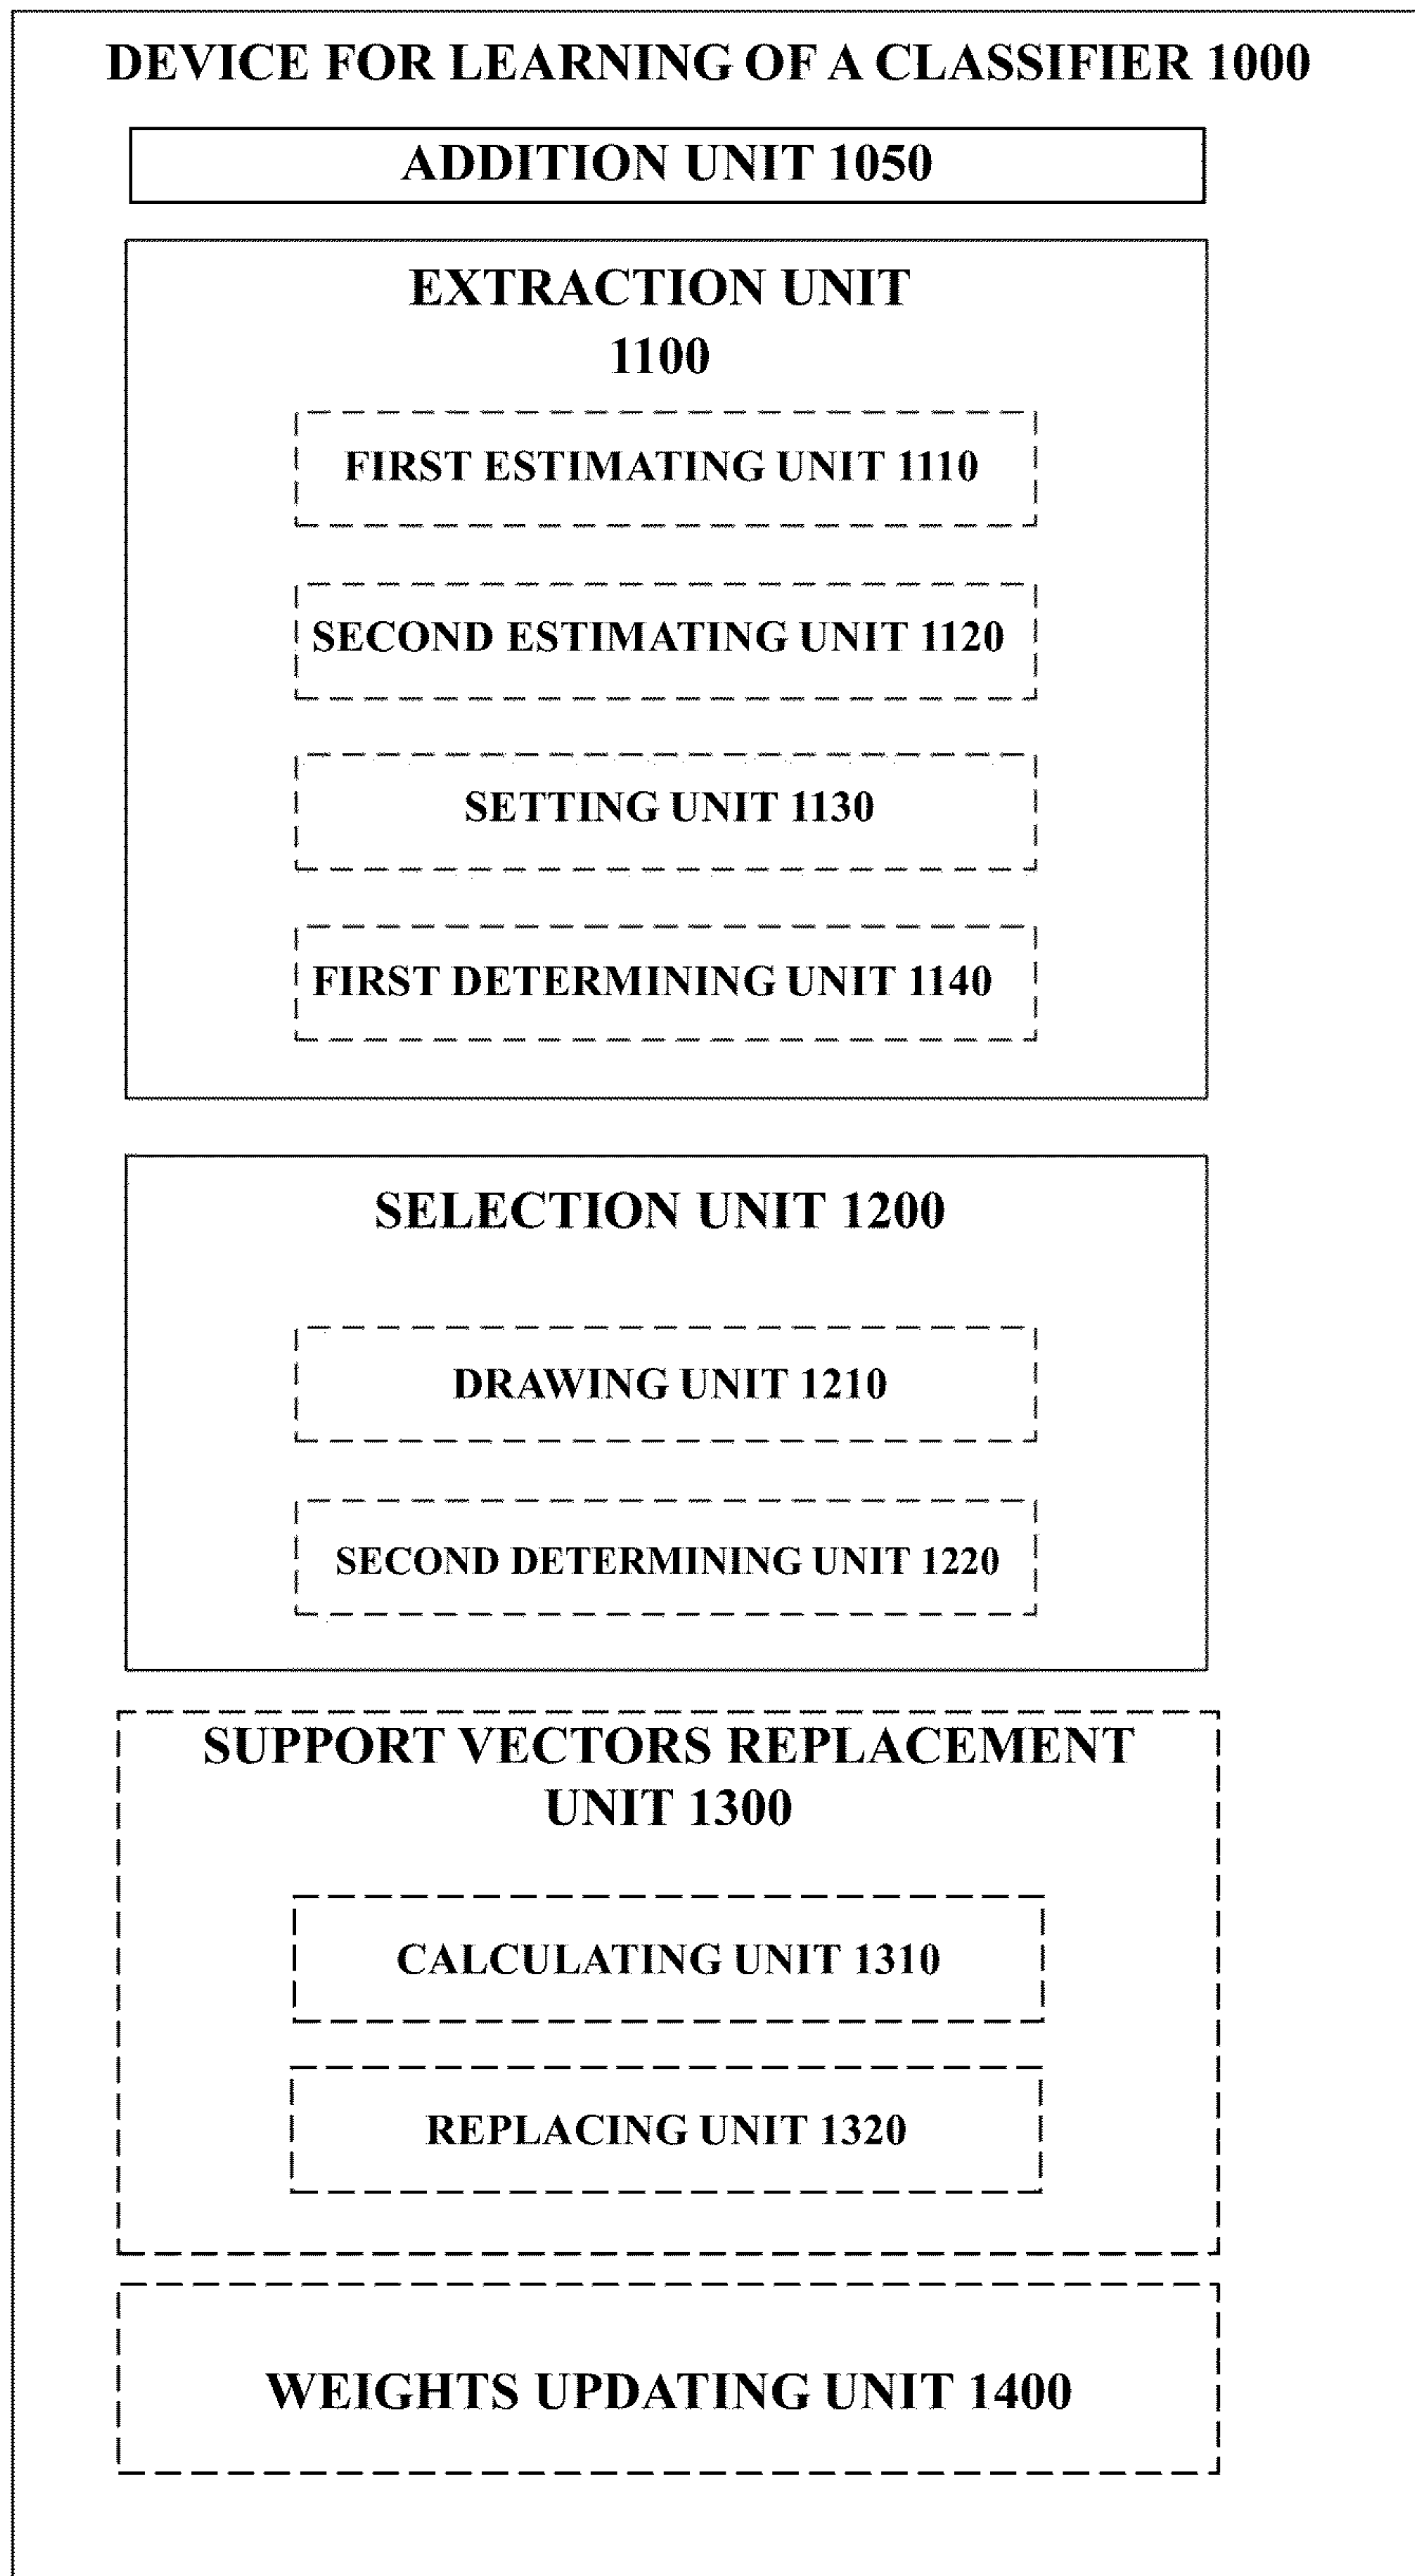 DEVICE FOR LEARNING OF A CLASSIFIER 1000
ADDITION UNIT 1050
EXTRACTION UNIT
1100
FIRST ESTIMATING UNIT 1110
SECOND ESTIMATING UNIT 1120
SETTING UNIT 1130
FIRST DETERMINING UNIT 1140
SELECTION UNIT 1200
DRAWING UNIT 1210
SECOND DETERMINING UNIT 1220
SUPPORT VECTORS REPLACEMENT
UNIT 1300
CALCULATING UNIT 1310
REPLACING UNIT 1320
WEIGHTS UPDATING UNIT 1400